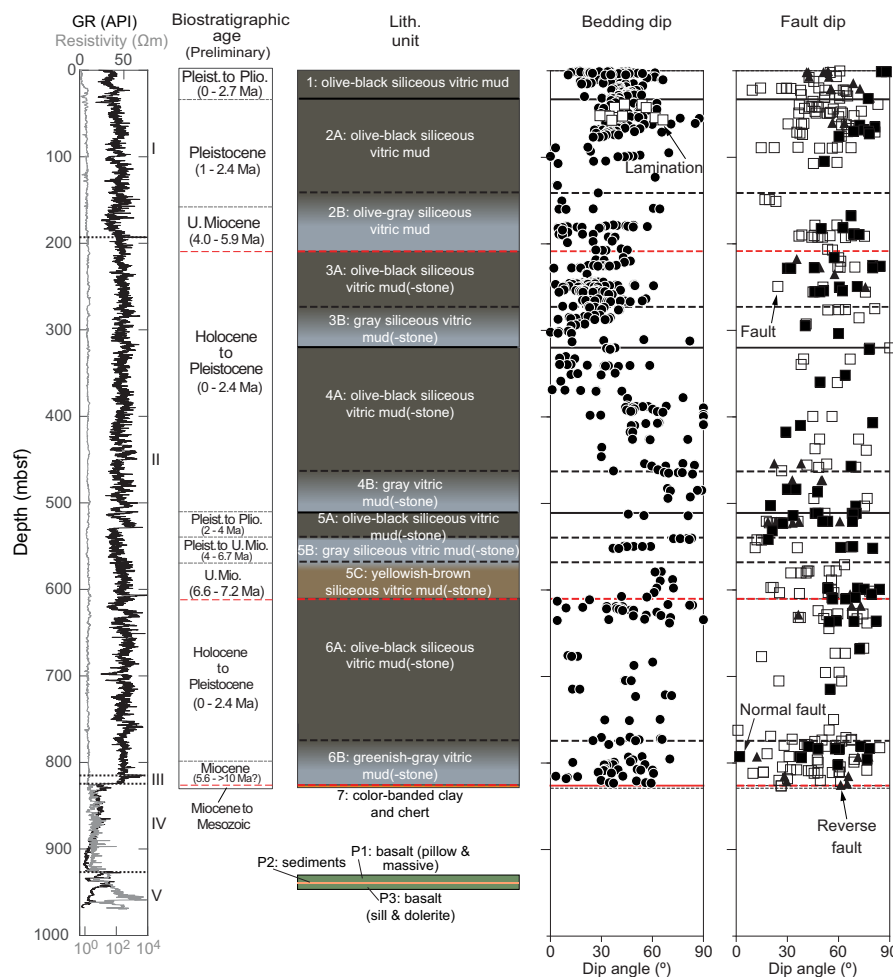 GR (API)
Resistivity (Ωm)
0 50
Biostratigraphic
age
(Preliminary)
Lith.
unit
Bedding dip
Fault dip
Depth (mbsf)
0
100
200
300
400
500
600
700
800
900
1000
10⁰ 10² 10⁴
I
II
III
IV
V
Pleist. to Plio.
(0 - 2.7 Ma)
Pleistocene
(1 - 2.4 Ma)
U. Miocene
(4.0 - 5.9 Ma)
Holocene
to
Pleistocene
(0 - 2.4 Ma)
Pleist. to Plio.
(2 - 4 Ma)
Pleist. to U.Mio.
(4 - 6.7 Ma)
U.Mio.
(6.6 - 7.2 Ma)
Holocene
to
Pleistocene
(0 - 2.4 Ma)
Miocene
(5.6 - >10 Ma?)
Miocene to
Mesozoic
1: olive-black siliceous vitric mud
2A: olive-black siliceous
vitric mud
2B: olive-gray siliceous
vitric mud
3A: olive-black siliceous
vitric mud(-stone)
3B: gray siliceous vitric
mud(-stone)
4A: olive-black siliceous
vitric mud(-stone)
4B: gray vitric
mud(-stone)
5A: olive-black siliceous vitric
mud(-stone)
5B: gray siliceous vitric mud(-stone)
5C: yellowish-brown
siliceous vitric mud(-stone)
6A: olive-black siliceous
vitric mud(-stone)
6B: greenish-gray vitric
mud(-stone)
7: color-banded clay
and chert
P1: basalt (pillow &
massive)
P2: sediments
P3: basalt
(sill & dolerite)
Lamination
0 30 60 90
Dip angle (º)
Fault
Normal fault
Reverse
fault
0 30 60 90
Dip angle (º)